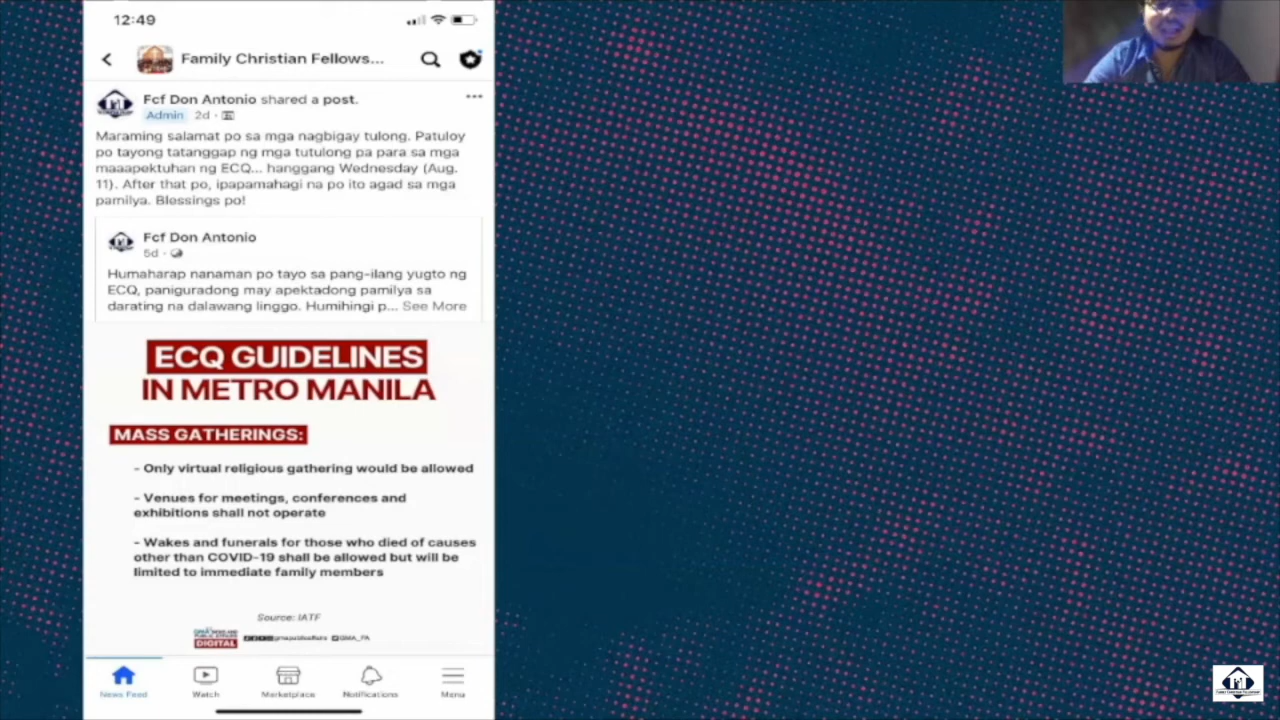 12:49
Family Christian Fellows...
Fcf Don Antonio shared a post.
Admin 2d ·
Maraming salamat po sa mga nagbigay tulong. Patuloy
po tayong tatanggap ng mga tutulong pa para sa mga
maaapektuhan ng ECQ... hanggang Wednesday (Aug.
11). After that po, ipapamahagi na po ito agad sa mga
pamilya. Blessings po!
Fcf Don Antonio
5d ·
Humaharap nanaman po tayo sa pang-ilang yugto ng
ECQ, paniguradong may apektadong pamilya sa
darating na dalawang linggo. Humihingi p... See More
ECQ GUIDELINES
IN METRO MANILA
MASS GATHERINGS:
- Only virtual religious gathering would be allowed
- Venues for meetings, conferences and
exhibitions shall not operate
- Wakes and funerals for those who died of causes
other than COVID-19 shall be allowed but will be
limited to immediate family members
Source: IATF
DIGITAL
GMA_PA
News Feed
Watch
Marketplace
Notifications
Menu